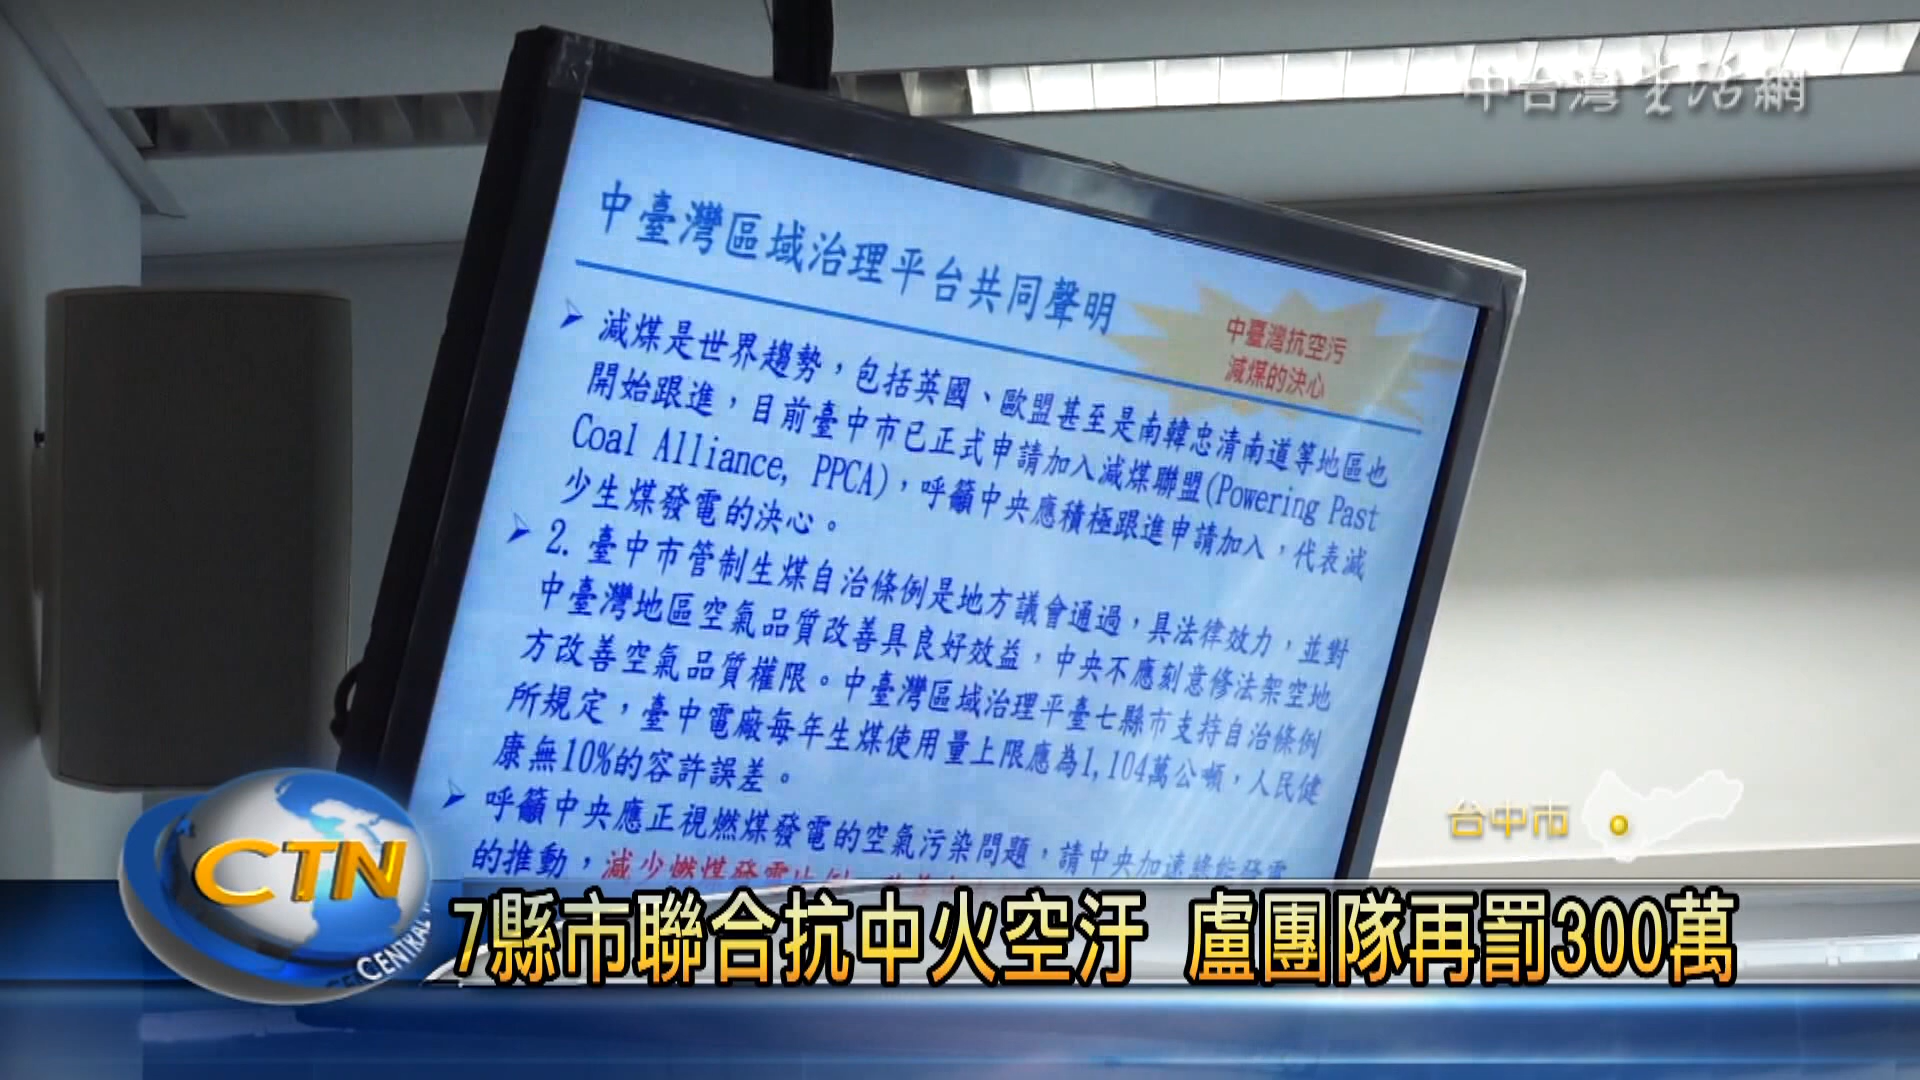 中台灣生活網
中臺灣區域治理平台共同聲明
中臺灣抗空污
減煤的決心
➢ 減煤是世界趨勢，包括英國、歐盟甚至是南韓忠清南道等地區也
開始跟進，目前臺中市已正式申請加入減煤聯盟(Powering Past
Coal Alliance, PPCA)，呼籲中央應積極跟進申請加入，代表減
少生煤發電的決心。
➢ 2. 臺中市管制生煤自治條例是地方議會通過，具法律效力，並對
中臺灣地區空氣品質改善具良好效益，中央不應刻意修法架空地
方改善空氣品質權限。中臺灣區域治理平臺七縣市支持自治條例
所規定，臺中電廠每年生煤使用量上限應為1,104萬公噸，人民健
康無10%的容許誤差。
➢ 呼籲中央應正視燃煤發電的空氣污染問題，請中央加速綠能發電
的推動，減少燃煤發電比例
台中市
CTN
CENTRAL
7縣市聯合抗中火空汙 盧團隊再罰300萬